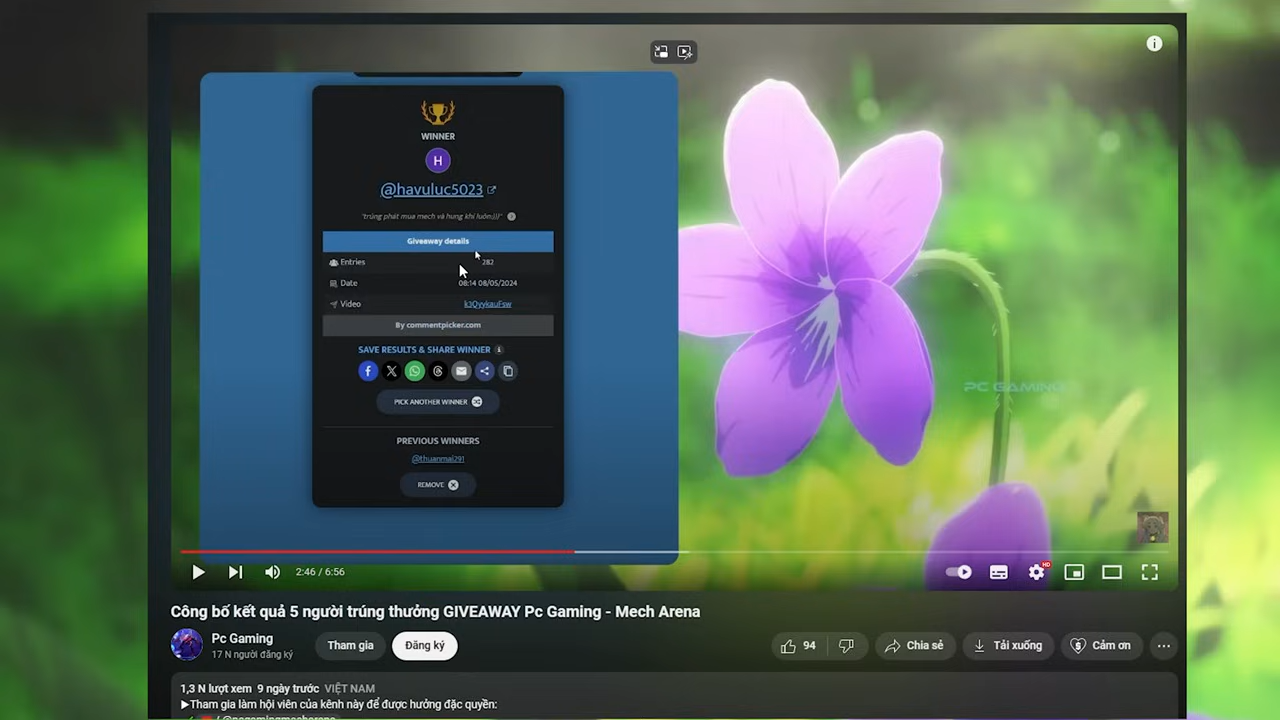 WINNER
H
@havuluc5023
"trúng phát mua mech và hung khí luôn)))"
Giveaway details
Entries 282
Date 08:14 08/05/2024
Video k3QyykauFsw
By commentpicker.com
SAVE RESULTS & SHARE WINNER
PICK ANOTHER WINNER
PREVIOUS WINNERS
@thuanmai291
REMOVE
PC GAMING
2:46 / 6:56
HD
Công bố kết quả 5 người trúng thưởng GIVEAWAY Pc Gaming - Mech Arena
Pc Gaming
17 N người đăng ký
Tham gia
Đăng ký
94
Chia sẻ
Tải xuống
Cảm ơn
1,3 N lượt xem 9 ngày trước VIỆT NAM
▶Tham gia làm hội viên của kênh này để được hưởng đặc quyền: